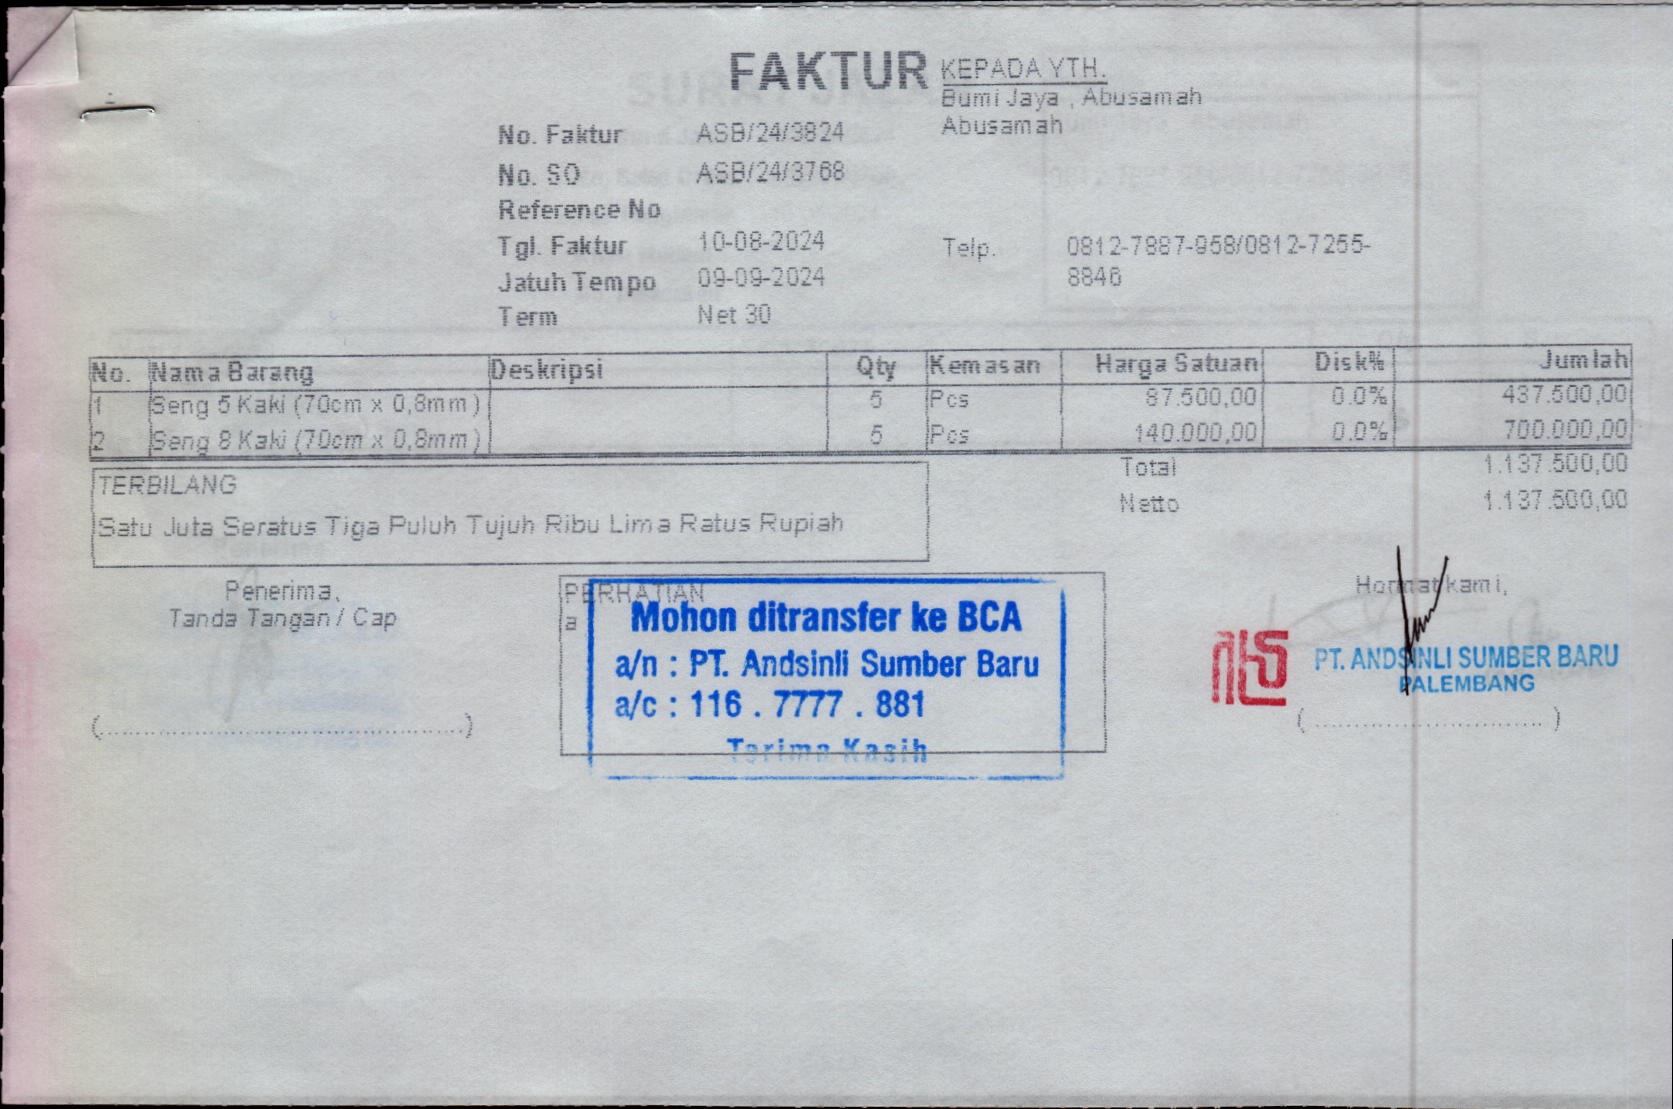 FAKTUR
KEPADA YTH.
Bumi Jaya , Abusamah
Abusamah
No. Faktur ASB/24/3824
No. SO ASB/24/3768
Reference No
Tgl. Faktur 10-08-2024
Jatuh Tempo 09-09-2024
Term Net 30
Telp. 0812-7887-958/0812-7255-
8846
No. Nama Barang Deskripsi Qty Kemasan Harga Satuan Disk% Jumlah
1 Seng 5 Kaki (70cm x 0,8mm) 5 Pcs 87.500,00 0.0% 437.500,00
2 Seng 8 Kaki (70cm x 0,8mm) 5 Pcs 140.000,00 0.0% 700.000,00
Total 1.137.500,00
Netto 1.137.500,00
TERBILANG
Satu Juta Seratus Tiga Puluh Tujuh Ribu Lima Ratus Rupiah
Penerima,
Tanda Tangan / Cap
(..............................................)
PERHATIAN
a
Mohon ditransfer ke BCA
a/n : PT. Andsinli Sumber Baru
a/c : 116 . 7777 . 881
Terima Kasih
Hormat kami,
PT. ANDSINLI SUMBER BARU
PALEMBANG
(..............................)